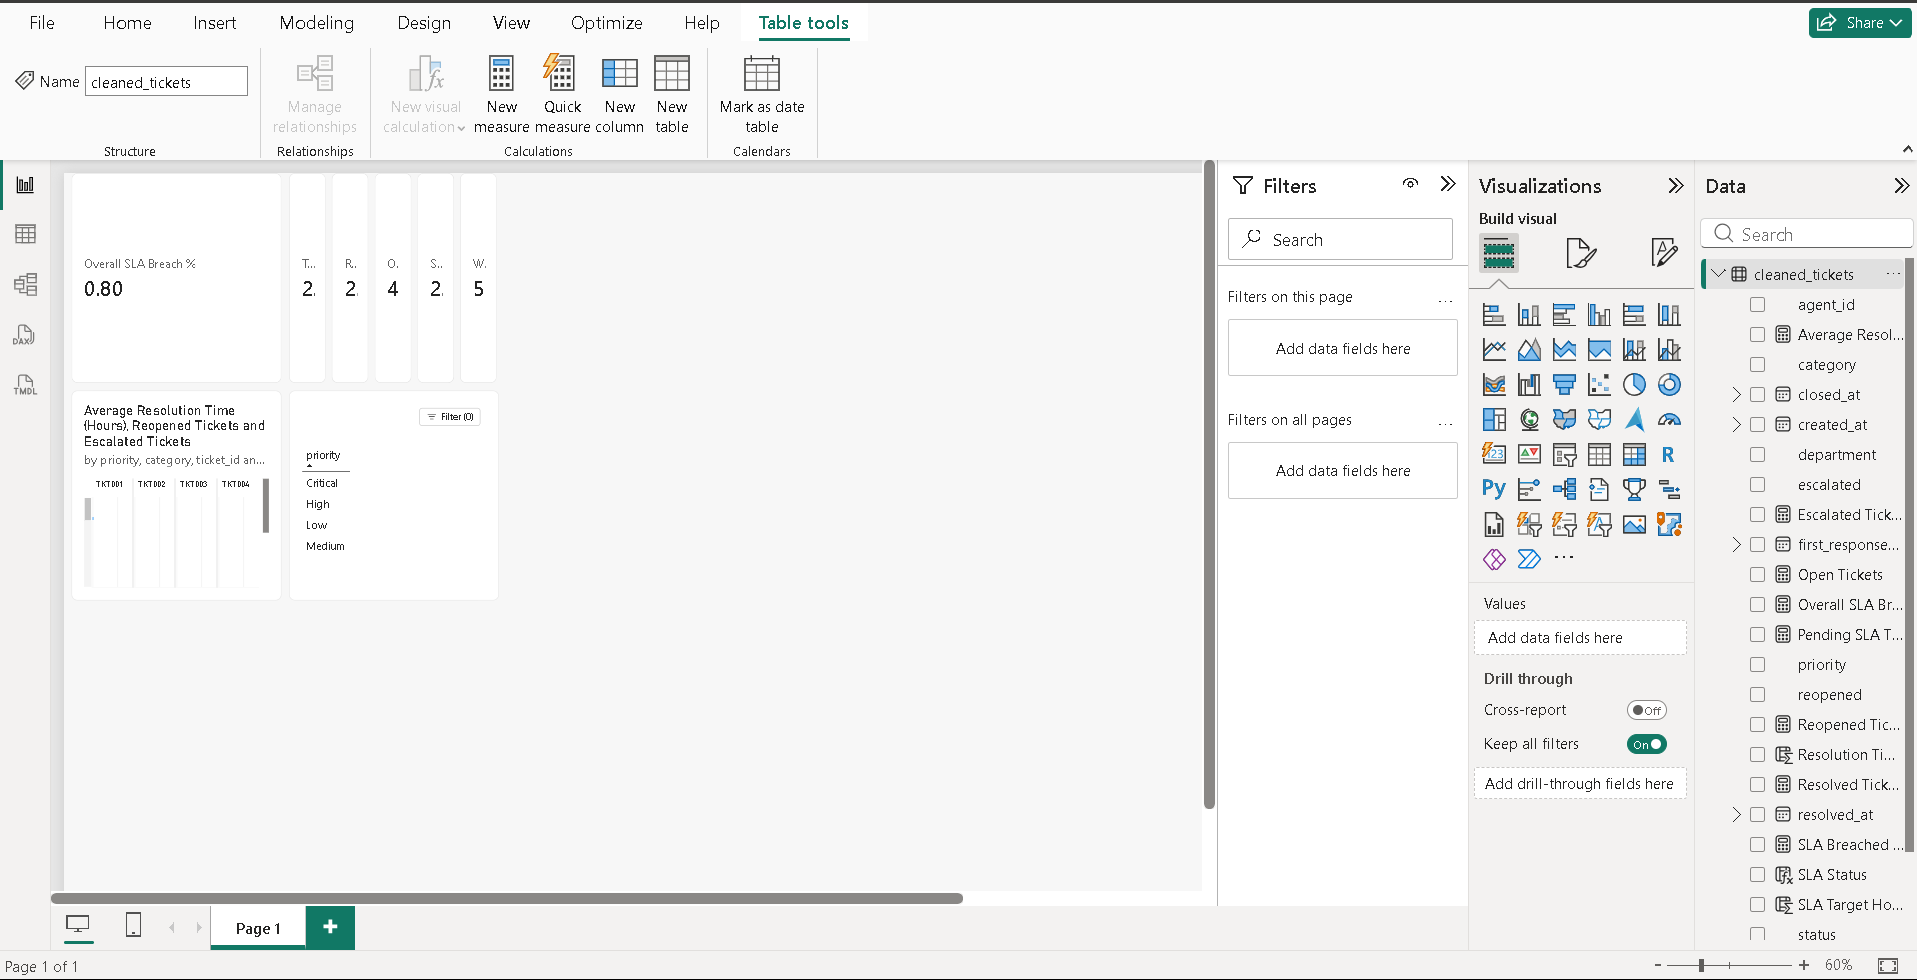 File Home Insert Modeling Design View Optimize Help Table tools Share
Name cleaned_tickets
Manage relationships
New visual calculation
New measure
Quick measure
New column
New table
Mark as date table
Structure Relationships Calculations Calendars
Overall SLA Breach %
0.80
T...
2.
R..
2.
O.
4
S..
2.
W.
5
Average Resolution Time
(Hours), Reopened Tickets and
Escalated Tickets
by priority, category, ticket_id an...
TKT001 TKT002 TKT003 TKT004
Filter (0)
priority
Critical
High
Low
Medium
Filters
Search
Filters on this page ...
Add data fields here
Filters on all pages ...
Add data fields here
Visualizations
Build visual
123
R
Py
...
Values
Add data fields here
Drill through
Cross-report Off
Keep all filters On
Add drill-through fields here
Data
Search
cleaned_tickets ...
agent_id
Average Resol...
category
closed_at
created_at
department
escalated
Escalated Tick...
first_response...
Open Tickets
Overall SLA Br...
Pending SLA T...
priority
reopened
Reopened Tic...
Resolution Ti...
Resolved Tick...
resolved_at
SLA Breached ...
SLA Status
SLA Target Ho...
status
DAX
TMDL
Page 1
+
Page 1 of 1
- + 60%